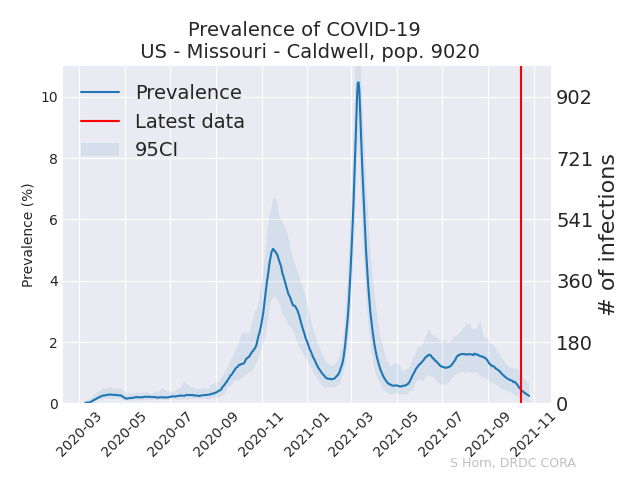 Prevalence of COVID-19
US - Missouri - Caldwell, pop. 9020
Prevalence
Latest data
95CI
Prevalence (%)
10
8
6
4
2
0
902
721
541
360
180
0
# of infections
2020-03
2020-05
2020-07
2020-09
2020-11
2021-01
2021-03
2021-05
2021-07
2021-09
2021-11
S Horn, DRDC CORA